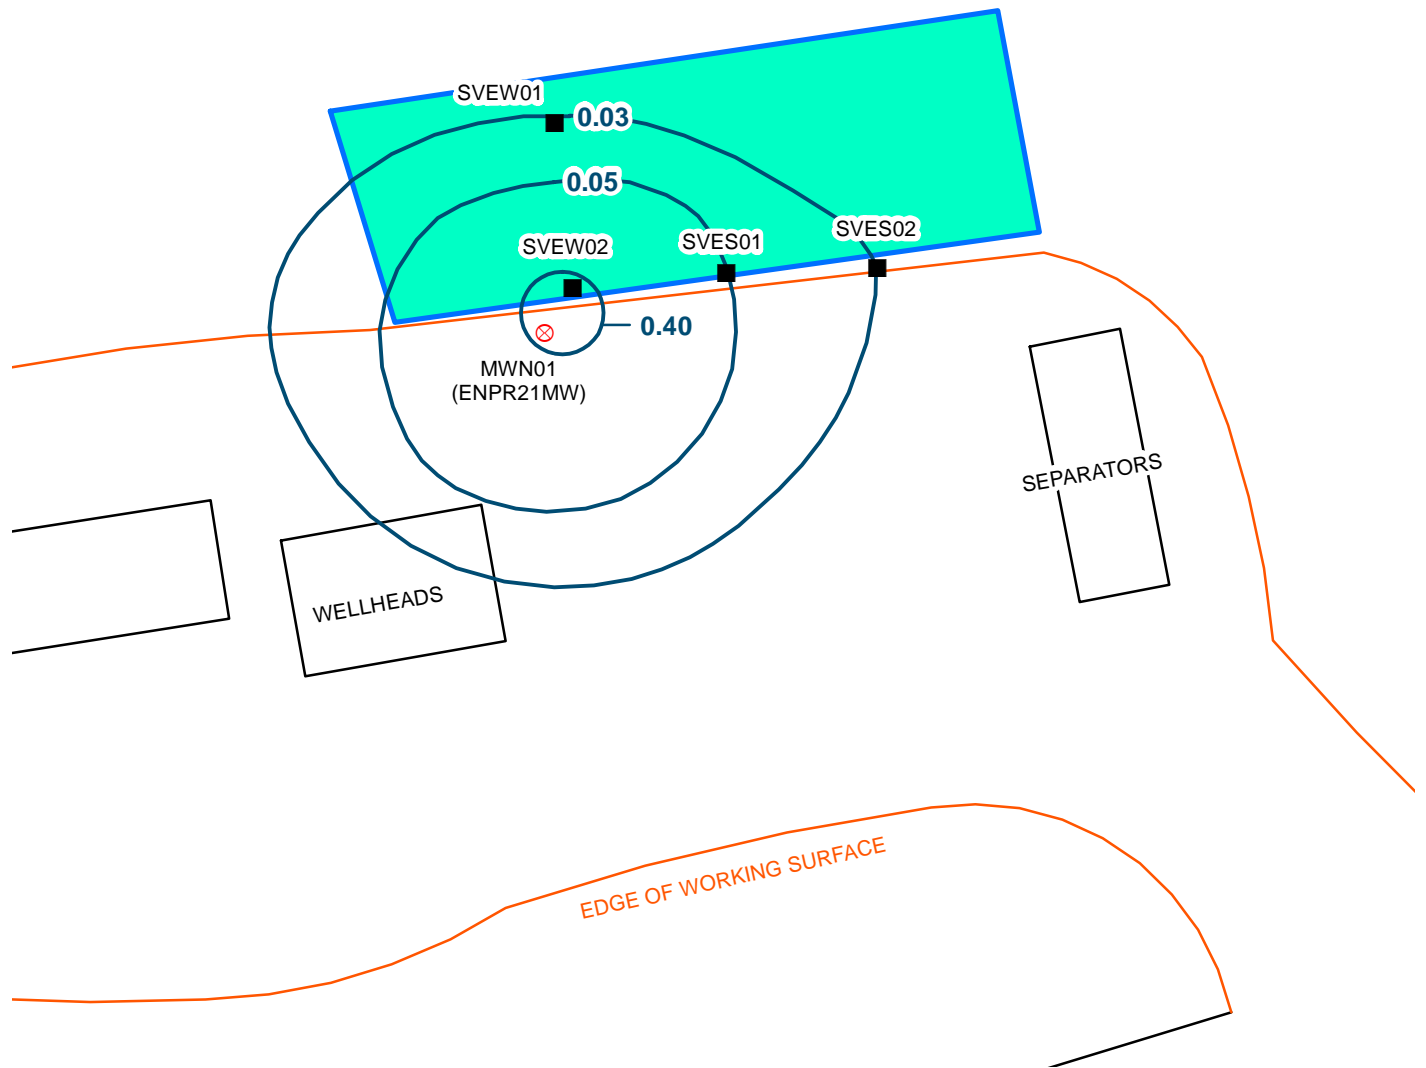 SVEW01
0.03
0.05
SVEW02
SVES01
SVES02
0.40
MWN01
(ENPR21MW)
SEPARATORS
WELLHEADS
EDGE OF WORKING SURFACE